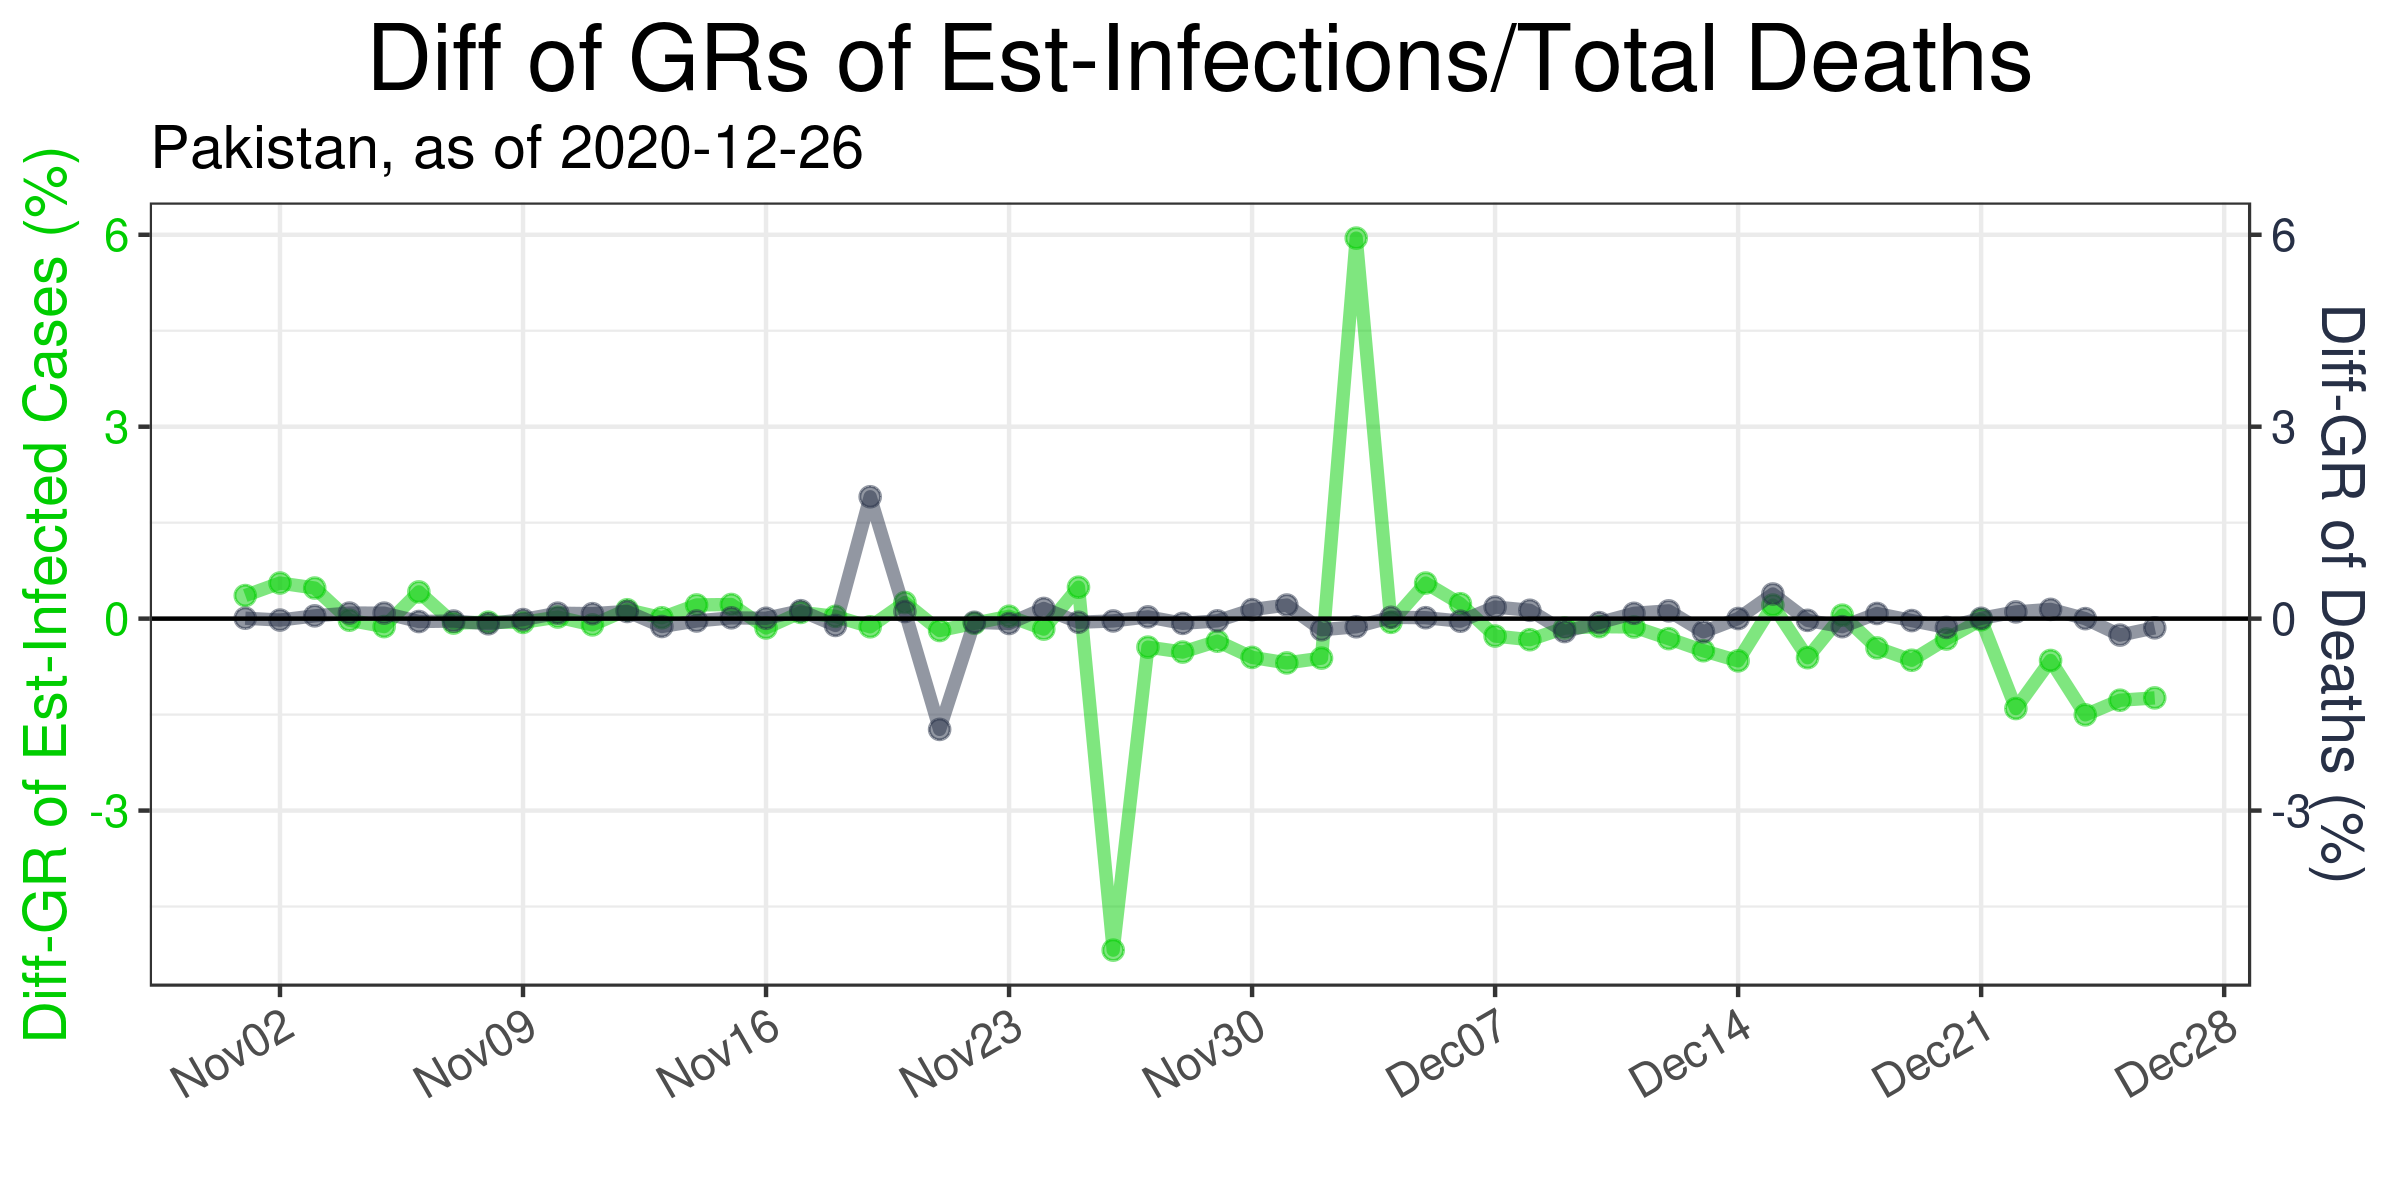 Diff of GRs of Est-Infections/Total Deaths
Pakistan, as of 2020-12-26
Diff-GR of Est-Infected Cases (%)
6
3
0
-3
6
3
0
-3
Diff-GR of Deaths (%)
Nov02
Nov09
Nov16
Nov23
Nov30
Dec07
Dec14
Dec21
Dec28